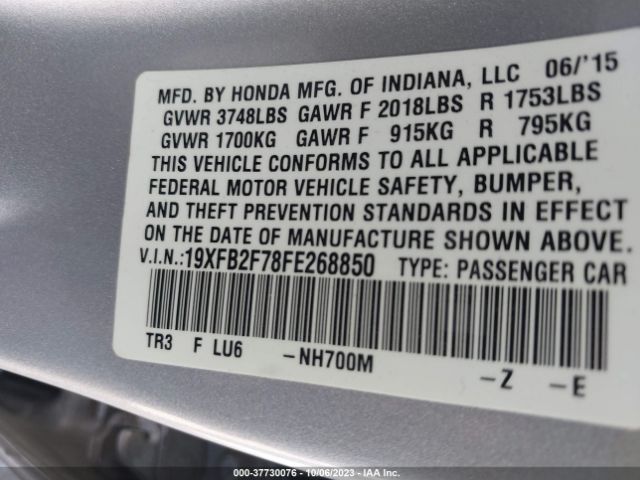 MFD. BY HONDA MFG. OF INDIANA, LLC 06/'15
GVWR 3748LBS GAWR F 2018LBS R 1753LBS
GVWR 1700KG GAWR F 915KG R 795KG
THIS VEHICLE CONFORMS TO ALL APPLICABLE
FEDERAL MOTOR VEHICLE SAFETY, BUMPER,
AND THEFT PREVENTION STANDARDS IN EFFECT
ON THE DATE OF MANUFACTURE SHOWN ABOVE.
V.I.N.:19XFB2F78FE268850 TYPE: PASSENGER CAR
TR3 F LU6 -NH700M -Z -E
000-37730076 - 10/06/2023 - IAAI.com